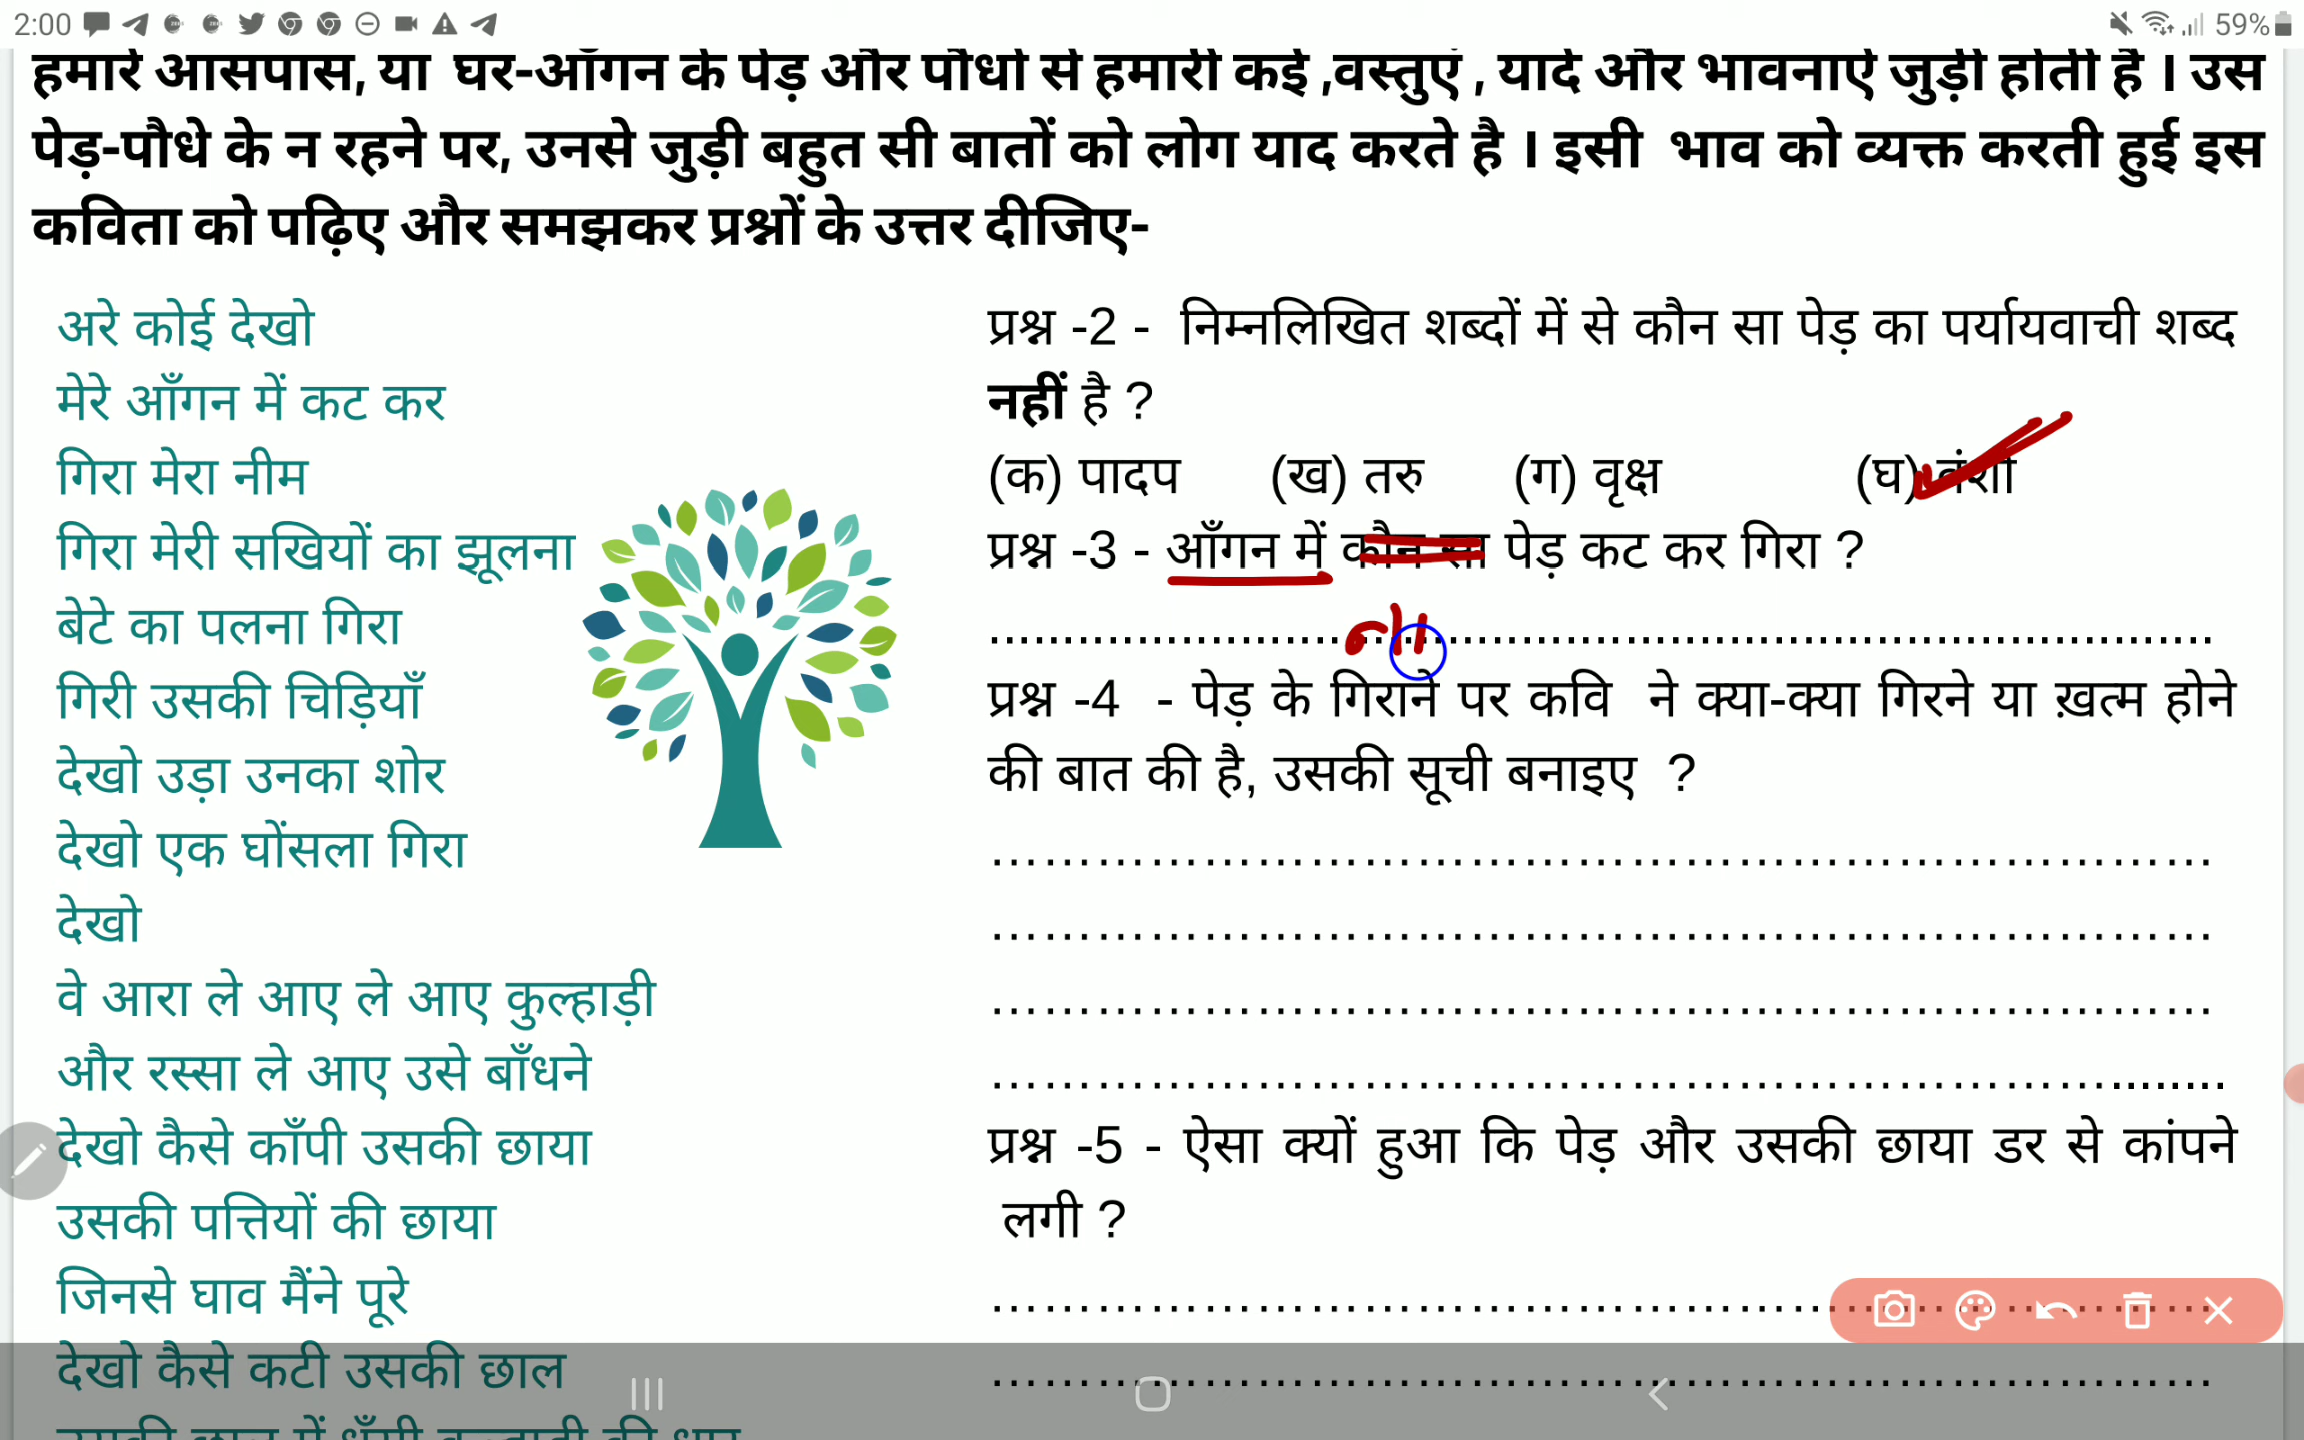 2:00
59%
हमारे आसपास, या घर-आँगन के पेड़ और पौधों से हमारी कई ,वस्तुएं , यादें और भावनाएं जुड़ी होती है । उस
पेड़-पौधे के न रहने पर, उनसे जुड़ी बहुत सी बातों को लोग याद करते है । इसी भाव को व्यक्त करती हुई इस
कविता को पढ़िए और समझकर प्रश्नों के उत्तर दीजिए-
अरे कोई देखो
मेरे आँगन में कट कर
गिरा मेरा नीम
गिरा मेरी सखियों का झूलना
बेटे का पलना गिरा
गिरी उसकी चिड़ियाँ
देखो उड़ा उनका शोर
देखो एक घोंसला गिरा
देखो
वे आरा ले आए ले आए कुल्हाड़ी
और रस्सा ले आए उसे बाँधने
देखो कैसे काँपी उसकी छाया
उसकी पत्तियों की छाया
जिनसे घाव मैंने पूरे
देखो कैसे कटी उसकी छाल
उसकी छाल में धँसी कुल्हाड़ी की धार
प्रश्न -2 - निम्नलिखित शब्दों में से कौन सा पेड़ का पर्यायवाची शब्द
नहीं है ?
(क) पादप (ख) तरु (ग) वृक्ष (घ) वंशी
प्रश्न -3 - आँगन में कौन सा पेड़ कट कर गिरा ?
प्रश्न -4 - पेड़ के गिराने पर कवि ने क्या-क्या गिरने या ख़त्म होने
की बात की है, उसकी सूची बनाइए ?
प्रश्न -5 - ऐसा क्यों हुआ कि पेड़ और उसकी छाया डर से कांपने
लगी ?